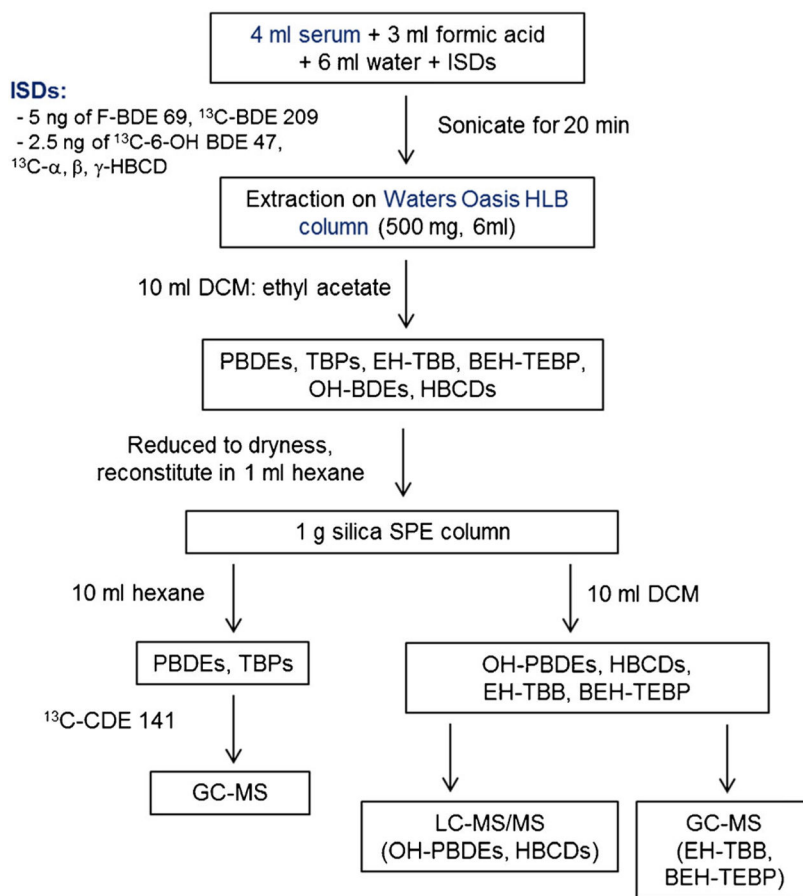 4 ml serum + 3 ml formic acid
+ 6 ml water + ISDs
ISDs:
- 5 ng of F-BDE 69, ¹³C-BDE 209
- 2.5 ng of ¹³C-6-OH BDE 47,
¹³C-α, β, γ-HBCD
Sonicate for 20 min
Extraction on Waters Oasis HLB
column (500 mg, 6ml)
10 ml DCM: ethyl acetate
PBDEs, TBPs, EH-TBB, BEH-TEBP,
OH-BDEs, HBCDs
Reduced to dryness,
reconstitute in 1 ml hexane
1 g silica SPE column
10 ml hexane
10 ml DCM
PBDEs, TBPs
OH-PBDEs, HBCDs,
EH-TBB, BEH-TEBP
¹³C-CDE 141
GC-MS
LC-MS/MS
(OH-PBDEs, HBCDs)
GC-MS
(EH-TBB,
BEH-TEBP)